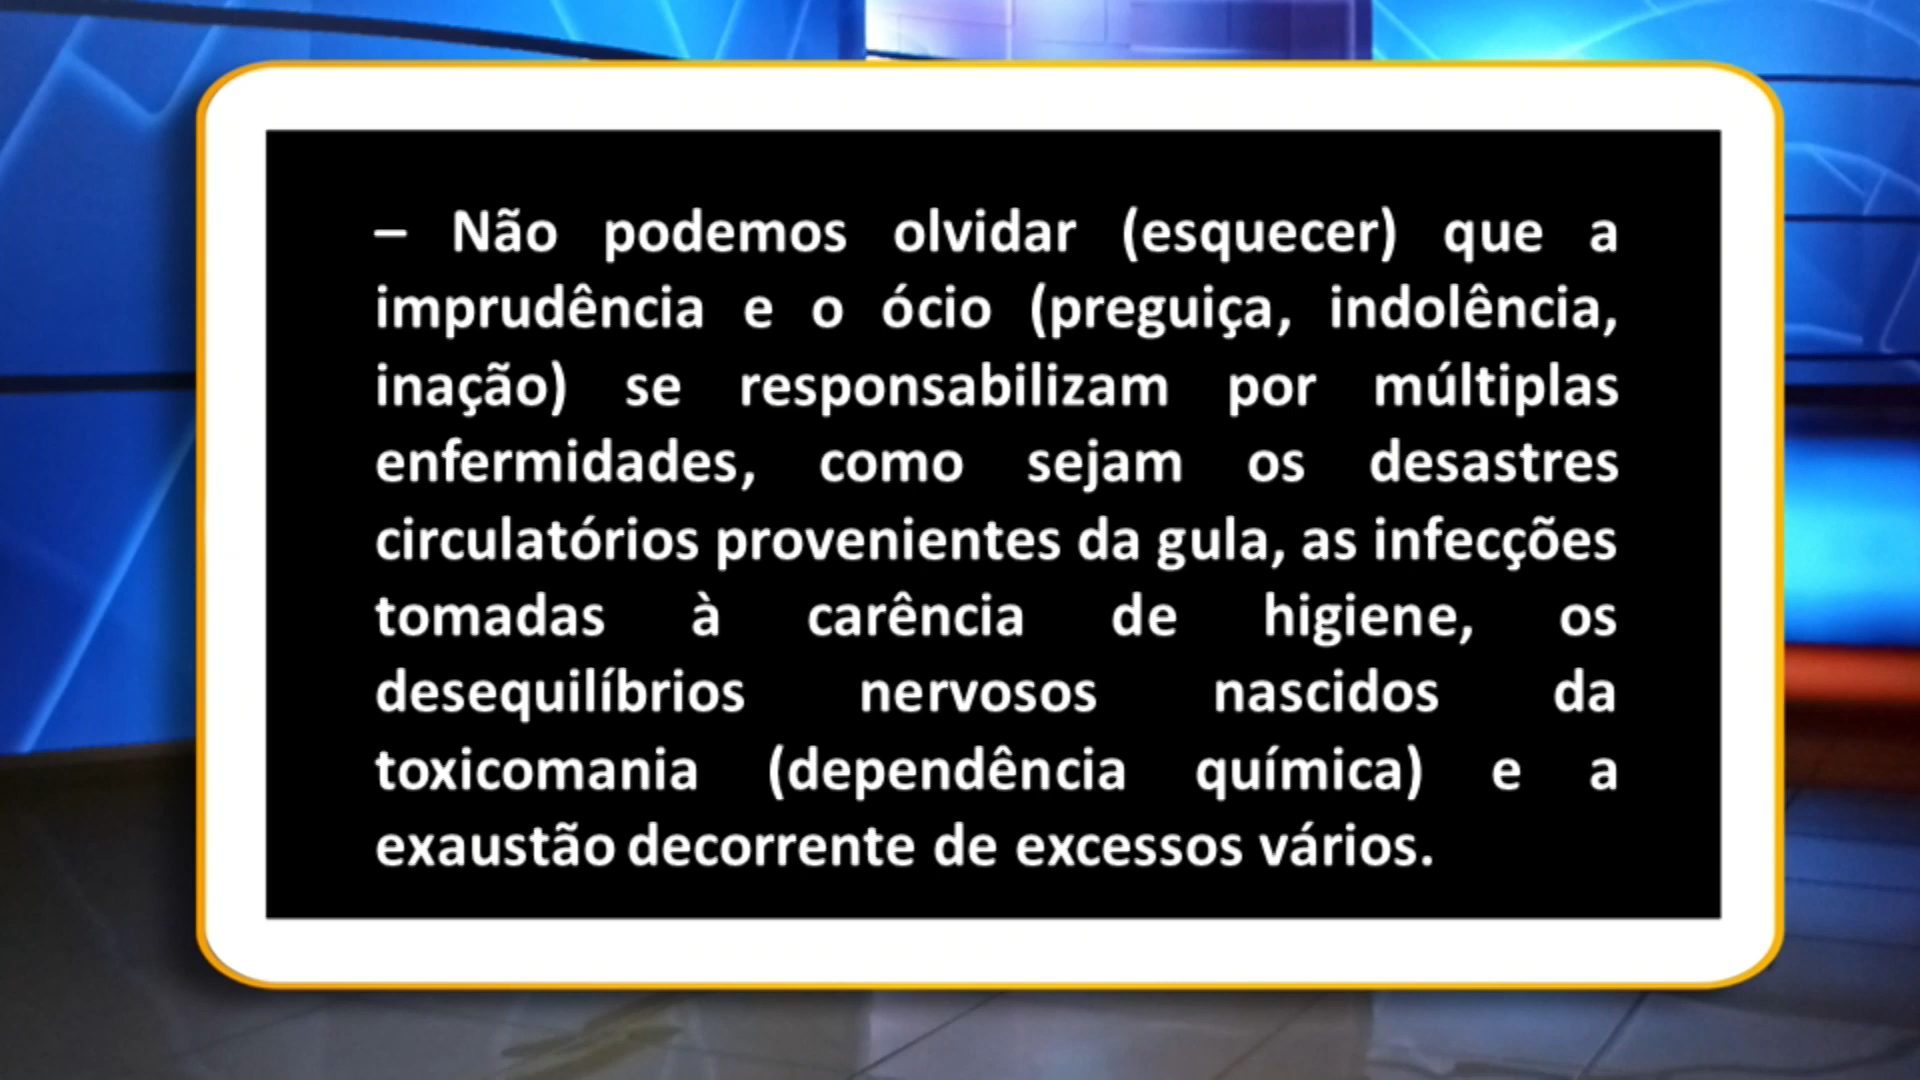 – Não podemos olvidar (esquecer) que a
imprudência e o ócio (preguiça, indolência,
inação) se responsabilizam por múltiplas
enfermidades, como sejam os desastres
circulatórios provenientes da gula, as infecções
tomadas à carência de higiene, os
desequilíbrios nervosos nascidos da
toxicomania (dependência química) e a
exaustão decorrente de excessos vários.